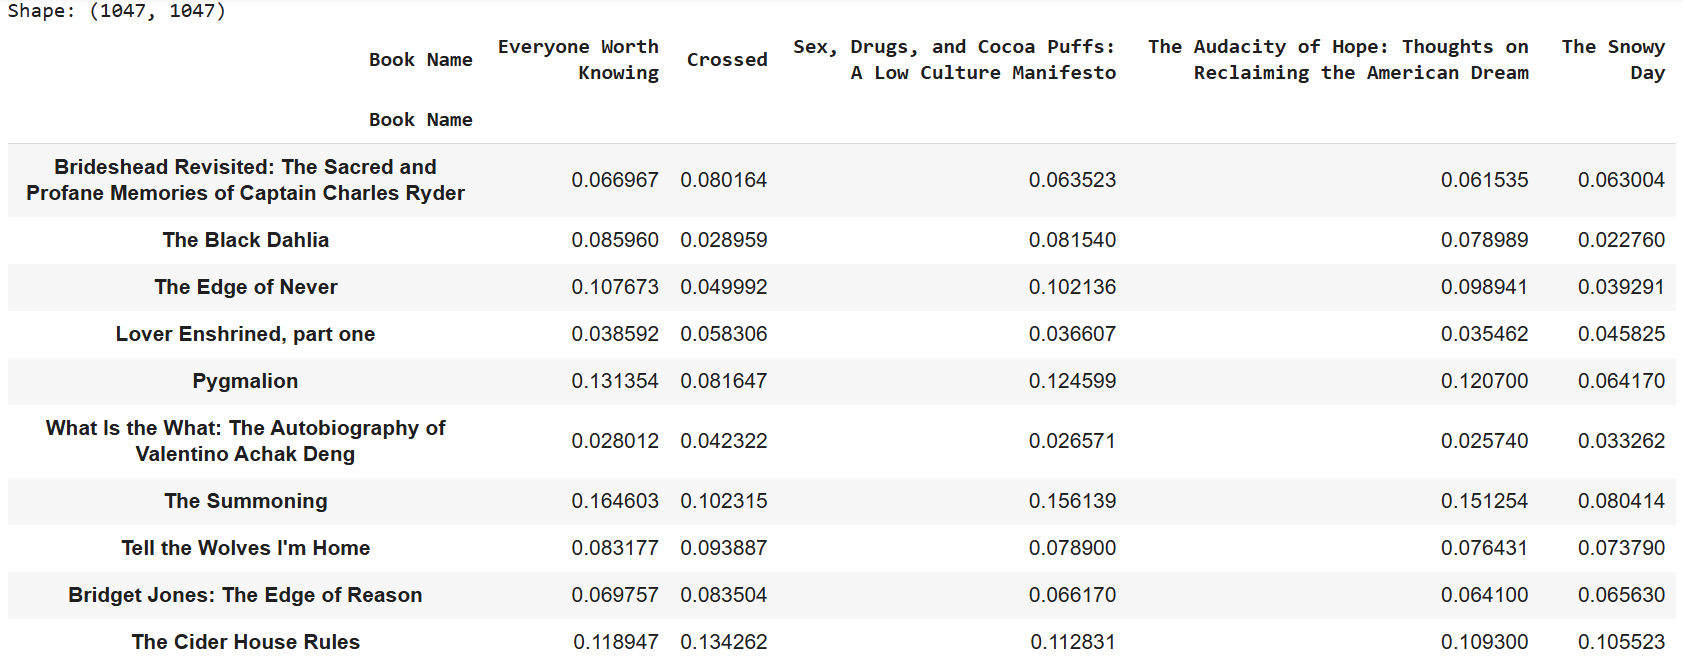 Shape: (1047, 1047)
Book Name Everyone Worth Knowing Crossed Sex, Drugs, and Cocoa Puffs: A Low Culture Manifesto The Audacity of Hope: Thoughts on Reclaiming the American Dream The Snowy Day
Book Name
Brideshead Revisited: The Sacred and Profane Memories of Captain Charles Ryder 0.066967 0.080164 0.063523 0.061535 0.063004
The Black Dahlia 0.085960 0.028959 0.081540 0.078989 0.022760
The Edge of Never 0.107673 0.049992 0.102136 0.098941 0.039291
Lover Enshrined, part one 0.038592 0.058306 0.036607 0.035462 0.045825
Pygmalion 0.131354 0.081647 0.124599 0.120700 0.064170
What Is the What: The Autobiography of Valentino Achak Deng 0.028012 0.042322 0.026571 0.025740 0.033262
The Summoning 0.164603 0.102315 0.156139 0.151254 0.080414
Tell the Wolves I'm Home 0.083177 0.093887 0.078900 0.076431 0.073790
Bridget Jones: The Edge of Reason 0.069757 0.083504 0.066170 0.064100 0.065630
The Cider House Rules 0.118947 0.134262 0.112831 0.109300 0.105523